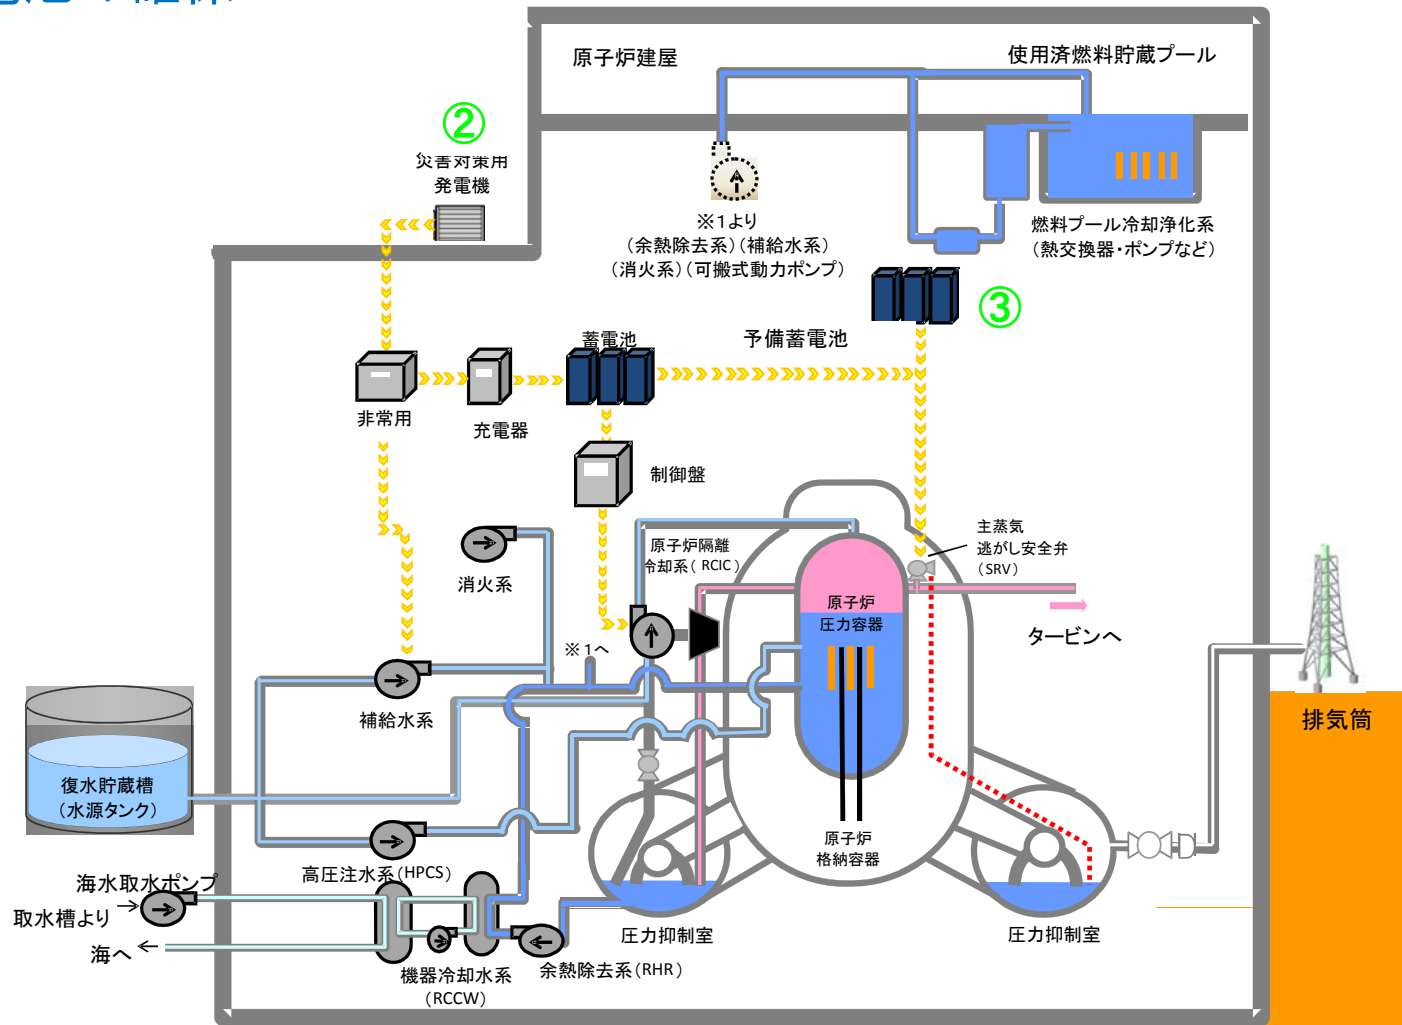 原子炉建屋
使用済燃料貯蔵プール
②
災害対策用
発電機
※1より
(余熱除去系)(補給水系)
(消火系)(可搬式動力ポンプ)
燃料プール冷却浄化系
(熱交換器・ポンプなど)
③
蓄電池
予備蓄電池
非常用
充電器
制御盤
主蒸気
逃がし安全弁
(SRV)
原子炉隔離
冷却系(RCIC)
消火系
原子炉
圧力容器
タービンへ
※1へ
補給水系
排気筒
復水貯蔵槽
(水源タンク)
原子炉
格納容器
高圧注水系(HPCS)
海水取水ポンプ
取水槽より
海へ
圧力抑制室
圧力抑制室
機器冷却水系
(RCCW)
余熱除去系(RHR)